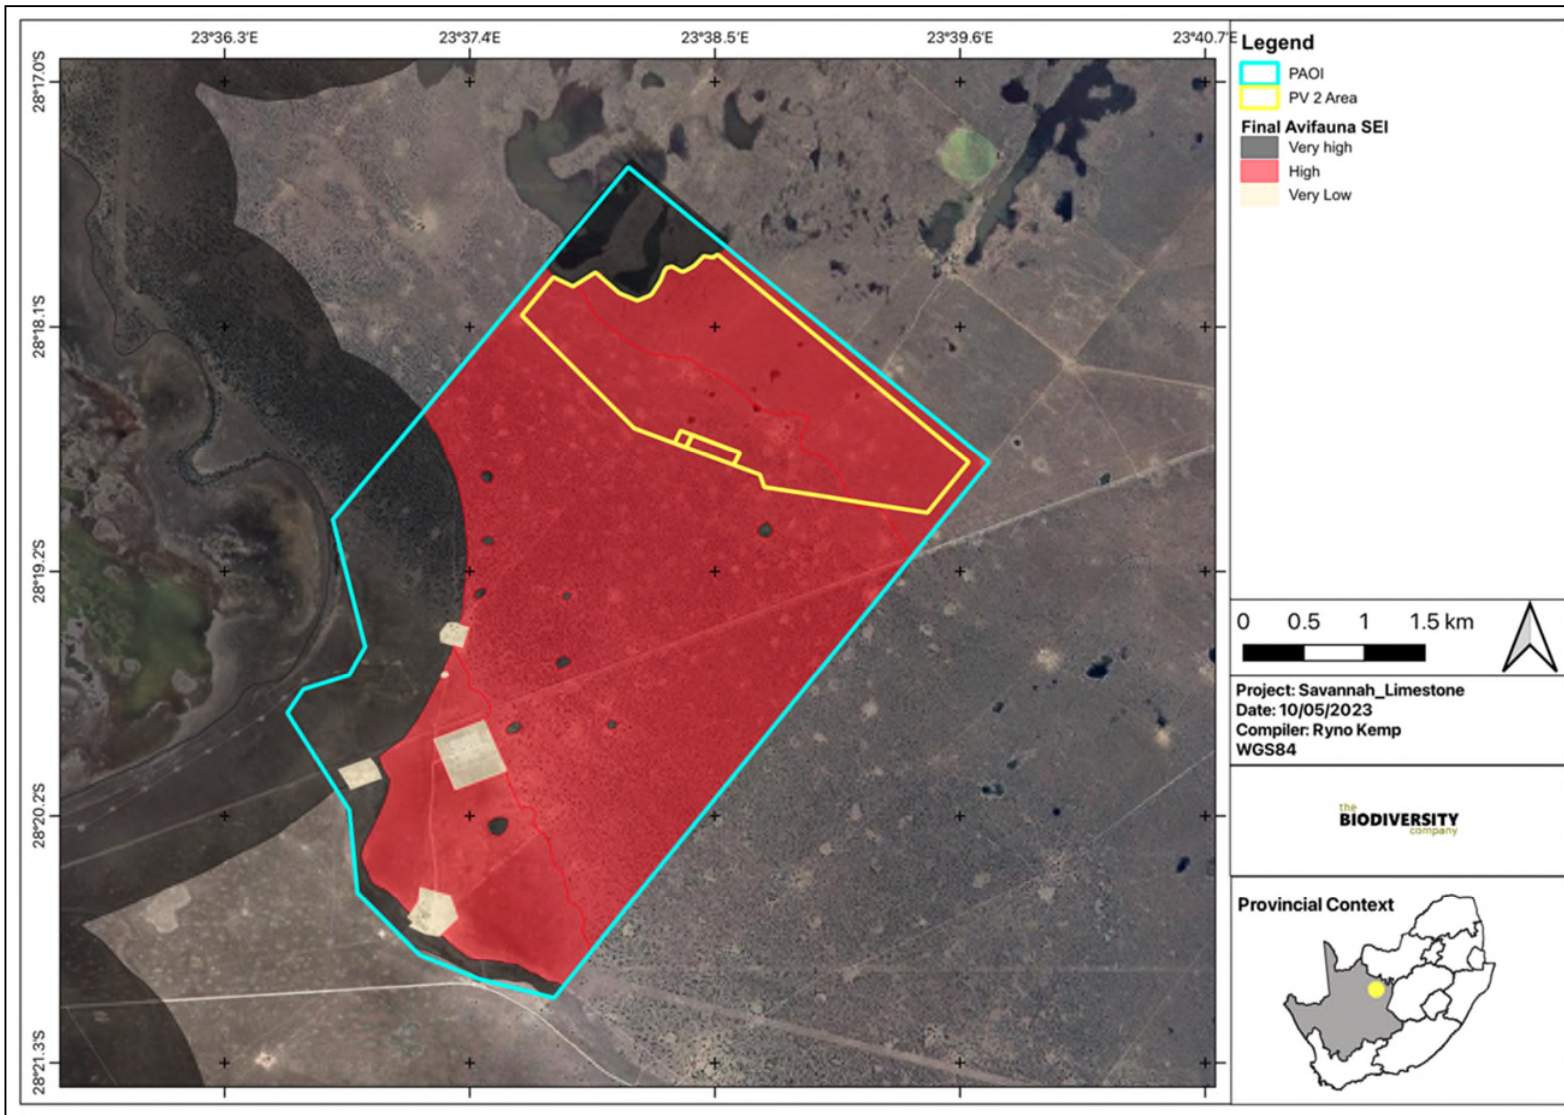 23°36.3'E 23°37.4'E 23°38.5'E 23°39.6'E 23°40.7'E
28°17.0'S
28°18.1'S
28°19.2'S
28°20.2'S
28°21.3'S
Legend
PAOI
PV 2 Area
Final Avifauna SEI
Very high
High
Very Low
0 0.5 1 1.5 km
Project: Savannah_Limestone
Date: 10/05/2023
Compiler: Ryno Kemp
WGS84
the
BIODIVERSITY
company
Provincial Context